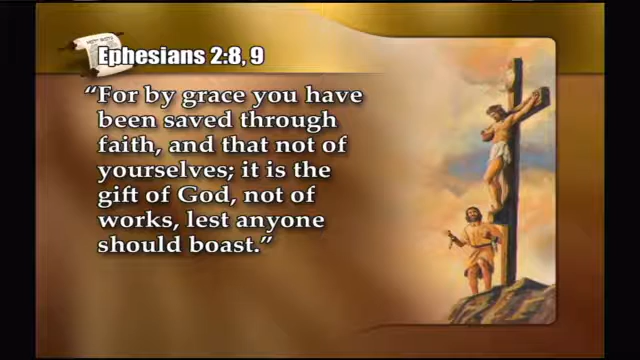 Ephesians 2:8, 9
“For by grace you have
been saved through
faith, and that not of
yourselves; it is the
gift of God, not of
works, lest anyone
should boast.”